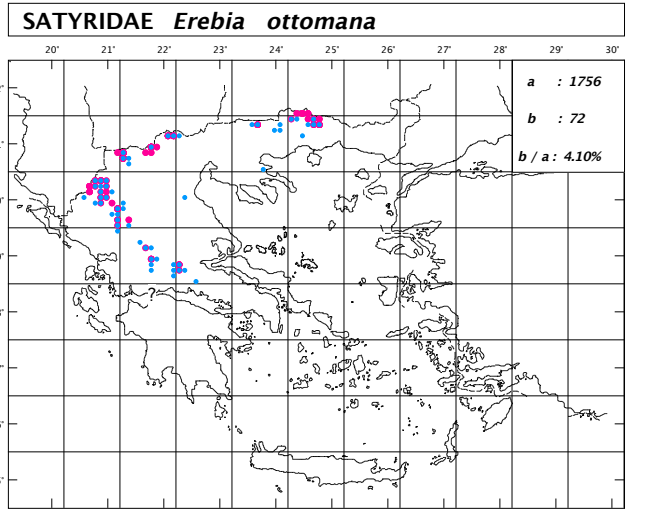 SATYRIDAE Erebia ottomana
20° 21° 22° 23° 24° 25° 26° 27° 28° 29° 30°
a : 1756
b : 72
b / a : 4.10%
?